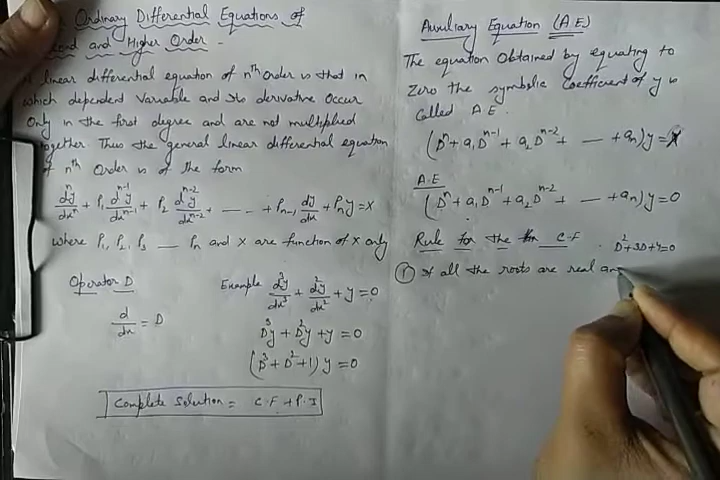 Ordinary Differential Equations of
and Higher Order.
linear differential equation of nth Order is that in
which dependent Variable and its derivative Occur
Only in the first degree and are not multiplied
together Thus the general linear differential equation
of nth Order is of the form
dⁿy/dxⁿ + P₁ dⁿ⁻¹y/dxⁿ⁻¹ + P₂ dⁿ⁻²y/dxⁿ⁻² + -- - - + Pₙ₋₁ dy/dx + Pₙy = X
where P₁, P₂, P₃ --- Pₙ and X are function of X only
Operator D
d/dx = D
Example d³y/dx³ + d²y/dx² + y = 0
D³y + D²y + y = 0
(D³ + D² + 1) y = 0
Complete Solution = C.F + P.I
Auxiliary Equation (A.E)
The equation Obtained by equating to
Zero the symbolic Coefficient of y is
Called A.E.
(Dⁿ + a₁Dⁿ⁻¹ + a₂Dⁿ⁻² + -- - + aₙ)y = X
A.E
(Dⁿ + a₁Dⁿ⁻¹ + a₂Dⁿ⁻² + -- - + aₙ)y = 0
Rule for the C.F
D² + 3D + 4 = 0
① If all the roots are real an